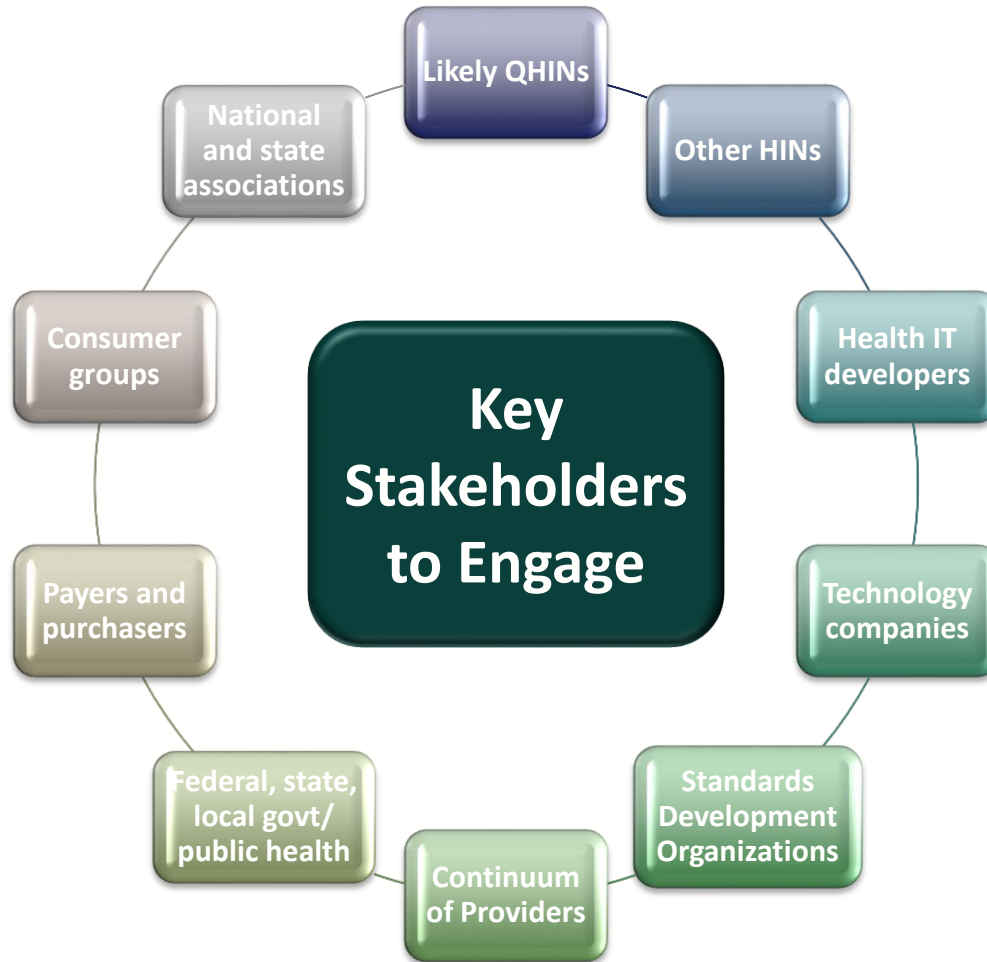 Likely QHINs
Other HINs
Health IT
developers
Technology
companies
Standards
Development
Organizations
Continuum
of Providers
Federal, state,
local govt/
public health
Payers and
purchasers
Consumer
groups
National
and state
associations
Key
Stakeholders
to Engage